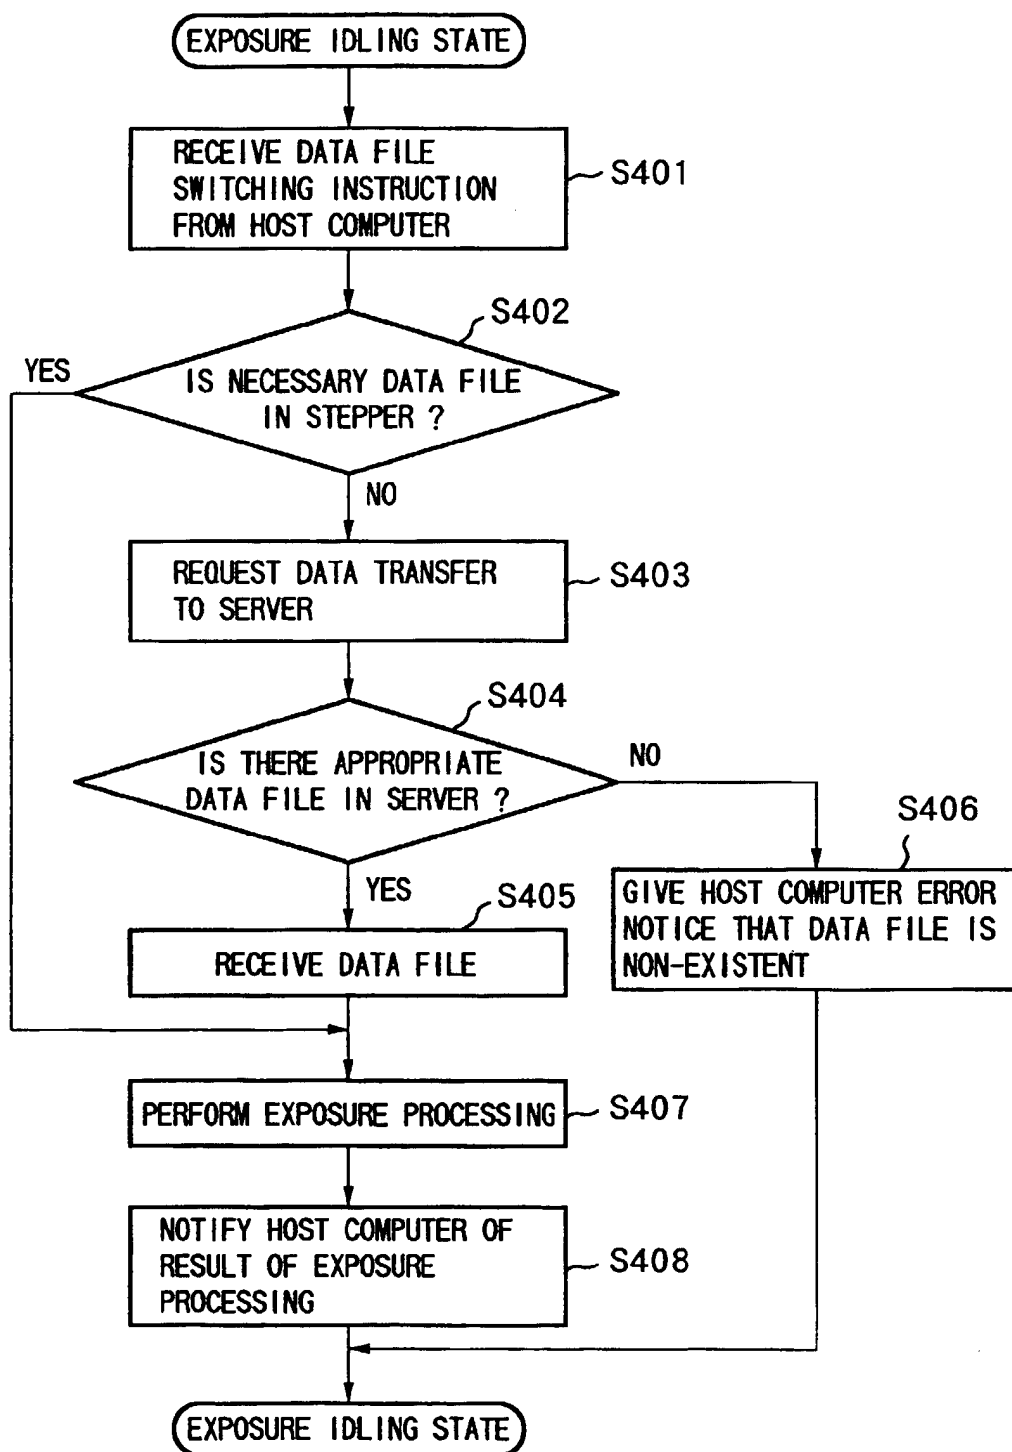 EXPOSURE IDLING STATE
RECEIVE DATA FILE
SWITCHING INSTRUCTION
FROM HOST COMPUTER
S401
S402
YES
IS NECESSARY DATA FILE
IN STEPPER ?
NO
REQUEST DATA TRANSFER
TO SERVER
S403
S404
IS THERE APPROPRIATE
DATA FILE IN SERVER ?
NO
YES
S405
S406
RECEIVE DATA FILE
GIVE HOST COMPUTER ERROR
NOTICE THAT DATA FILE IS
NON-EXISTENT
PERFORM EXPOSURE PROCESSING
S407
NOTIFY HOST COMPUTER OF
RESULT OF EXPOSURE
PROCESSING
S408
EXPOSURE IDLING STATE